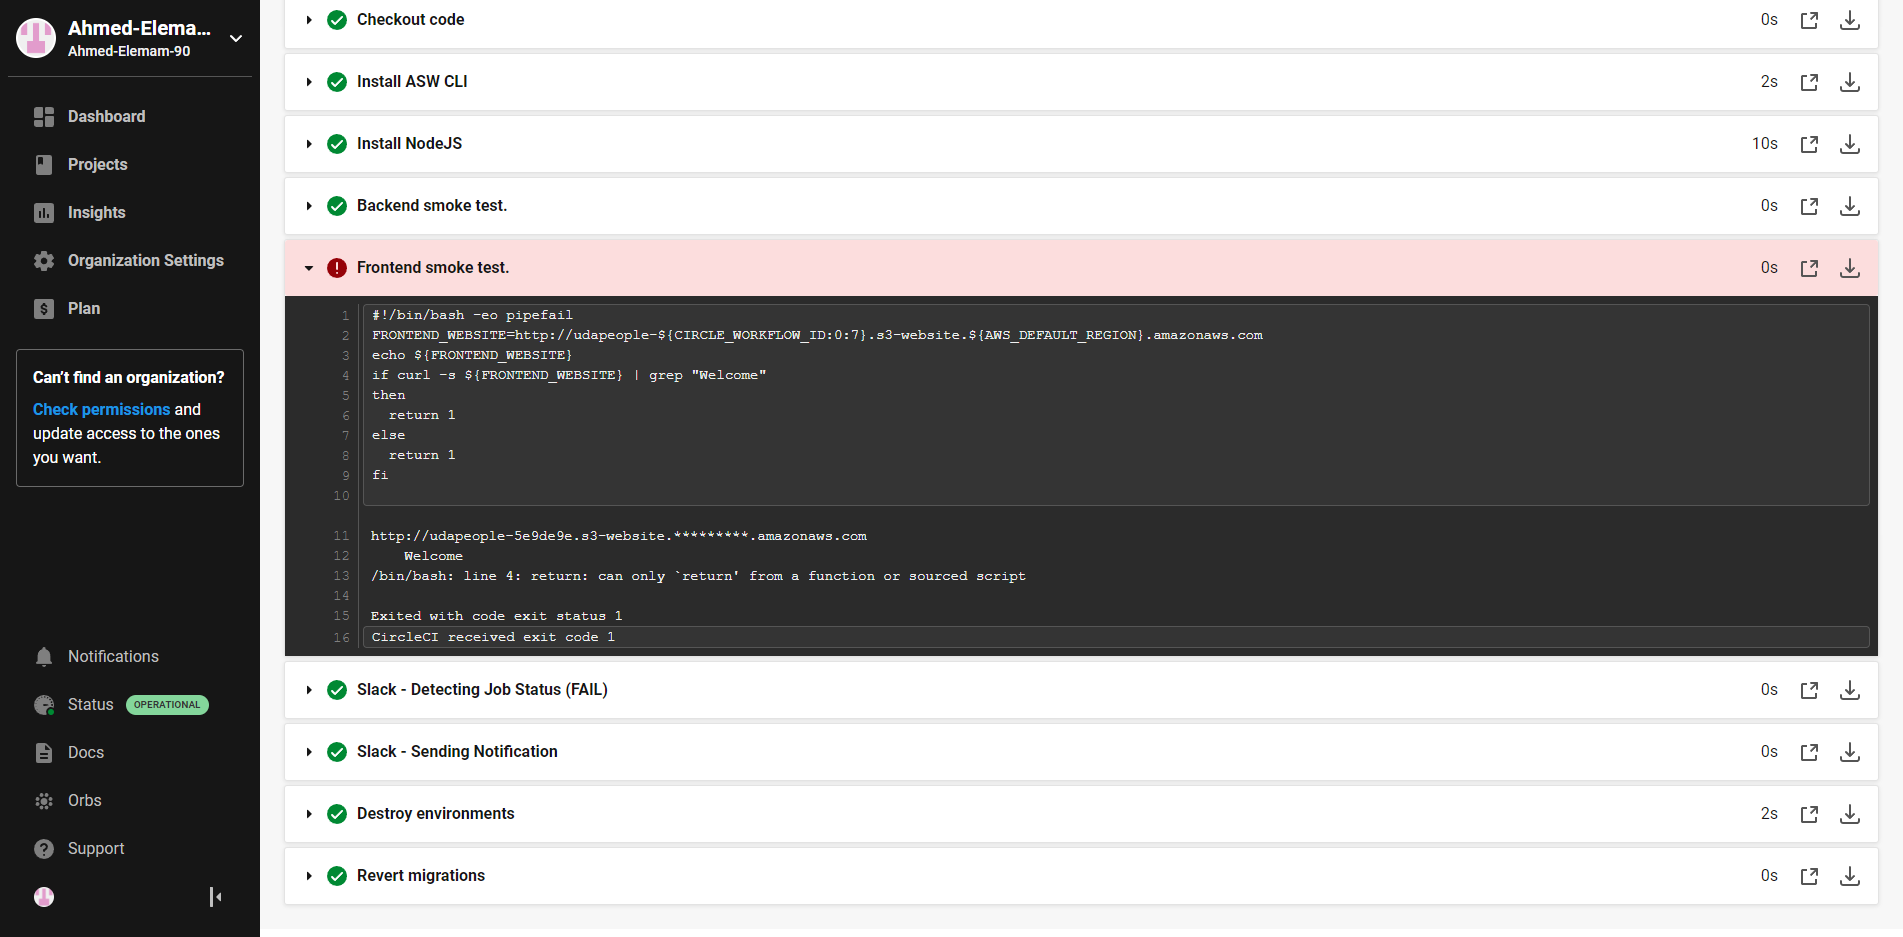 Ahmed-Elema...
Ahmed-Elemam-90
Dashboard
Projects
Insights
Organization Settings
Plan
Can't find an organization?
Check permissions and
update access to the ones
you want.
Notifications
Status OPERATIONAL
Docs
Orbs
Support
Checkout code 0s
Install ASW CLI 2s
Install NodeJS 10s
Backend smoke test. 0s
Frontend smoke test. 0s
1 #!/bin/bash -eo pipefail
2 FRONTEND_WEBSITE=http://udapeople-${CIRCLE_WORKFLOW_ID:0:7}.s3-website.${AWS_DEFAULT_REGION}.amazonaws.com
3 echo ${FRONTEND_WEBSITE}
4 if curl -s ${FRONTEND_WEBSITE} | grep "Welcome"
5 then
6   return 1
7 else
8   return 1
9 fi
10
11 http://udapeople-5e9de9e.s3-website.*********.amazonaws.com
12     Welcome
13 /bin/bash: line 4: return: can only `return' from a function or sourced script
14
15 Exited with code exit status 1
16 CircleCI received exit code 1
Slack - Detecting Job Status (FAIL) 0s
Slack - Sending Notification 0s
Destroy environments 2s
Revert migrations 0s